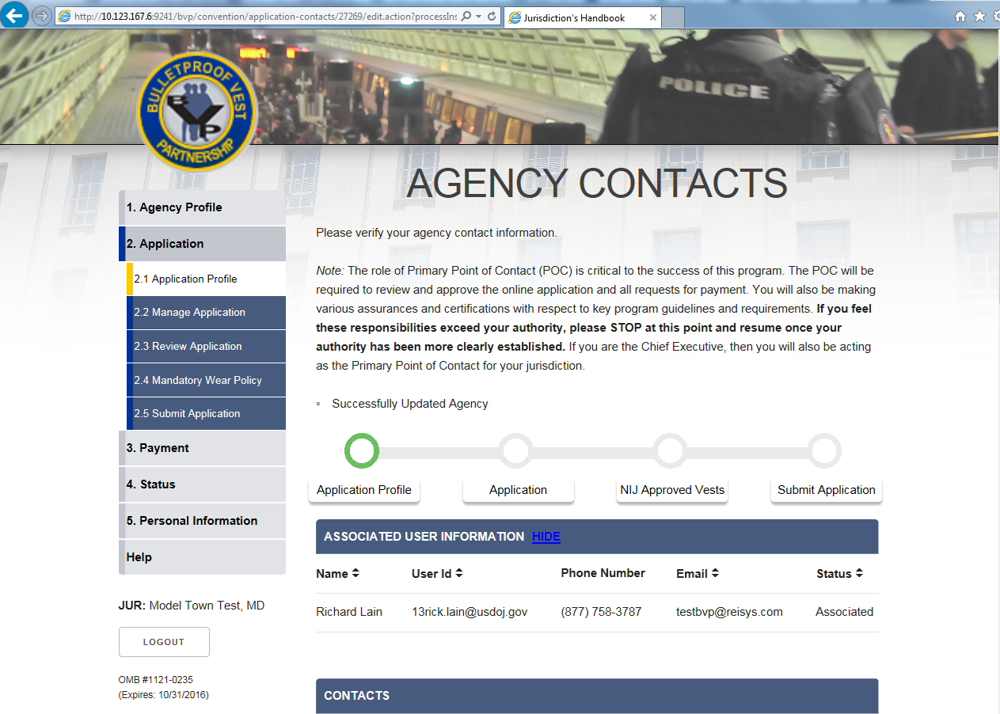 http://10.123.167.6:9241/bvp/convention/application-contacts/27269/edit.action?processIns
Jurisdiction's Handbook
BULLETPROOF VEST
BVP
PARTNERSHIP
POLICE
AGENCY CONTACTS
1. Agency Profile
2. Application
2.1 Application Profile
2.2 Manage Application
2.3 Review Application
2.4 Mandatory Wear Policy
2.5 Submit Application
3. Payment
4. Status
5. Personal Information
Help
JUR: Model Town Test, MD
LOGOUT
OMB #1121-0235
(Expires: 10/31/2016)
Please verify your agency contact information.
Note: The role of Primary Point of Contact (POC) is critical to the success of this program. The POC will be
required to review and approve the online application and all requests for payment. You will also be making
various assurances and certifications with respect to key program guidelines and requirements. If you feel
these responsibilities exceed your authority, please STOP at this point and resume once your
authority has been more clearly established. If you are the Chief Executive, then you will also be acting
as the Primary Point of Contact for your jurisdiction.
◦ Successfully Updated Agency
Application Profile
Application
NIJ Approved Vests
Submit Application
ASSOCIATED USER INFORMATION HIDE
Name User Id Phone Number Email Status
Richard Lain 13rick.lain@usdoj.gov (877) 758-3787 testbvp@reisys.com Associated
CONTACTS